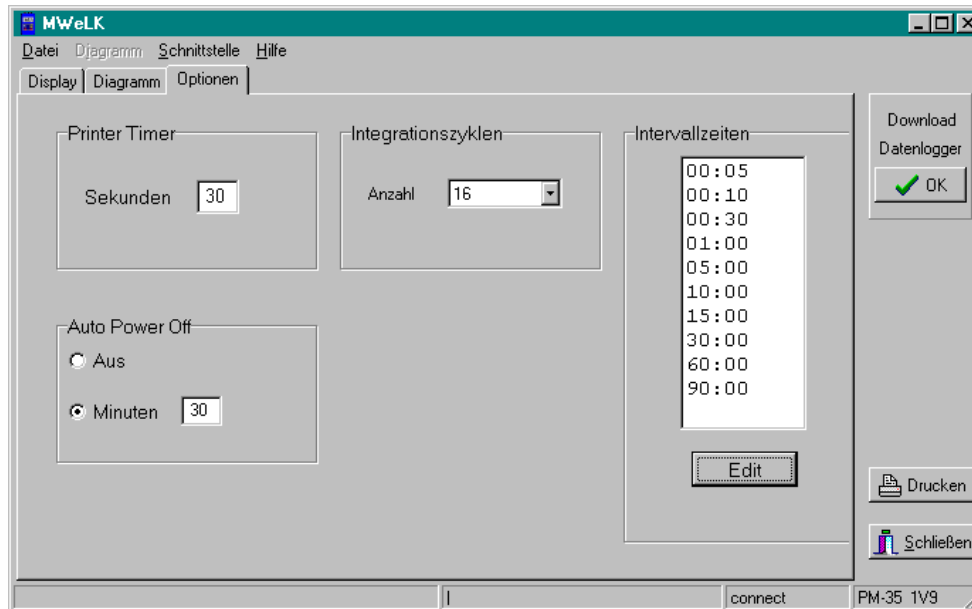 MWeLK
Datei Diagramm Schnittstelle Hilfe
Display Diagramm Optionen
Printer Timer
Sekunden 30
Integrationszyklen
Anzahl 16
Intervallzeiten
00:05
00:10
00:30
01:00
05:00
10:00
15:00
30:00
60:00
90:00
Edit
Auto Power Off
Aus
Minuten 30
Download
Datenlogger
OK
Drucken
Schließen
connect PM-35 1V9